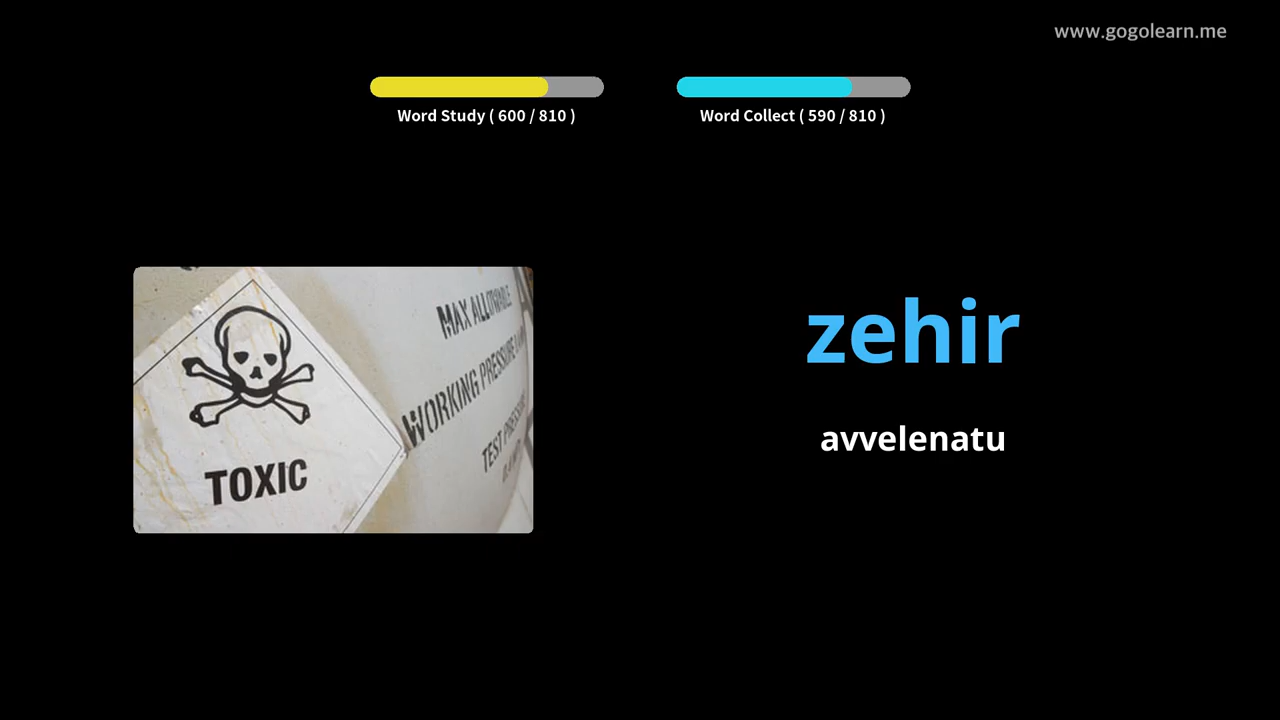 www.gogolearn.me
Word Study ( 600 / 810 )
Word Collect ( 590 / 810 )
zehir
avvelenatu
TOXIC
MAX ALLOWABLE
WORKING PRESSURE
TEST PRESSURE